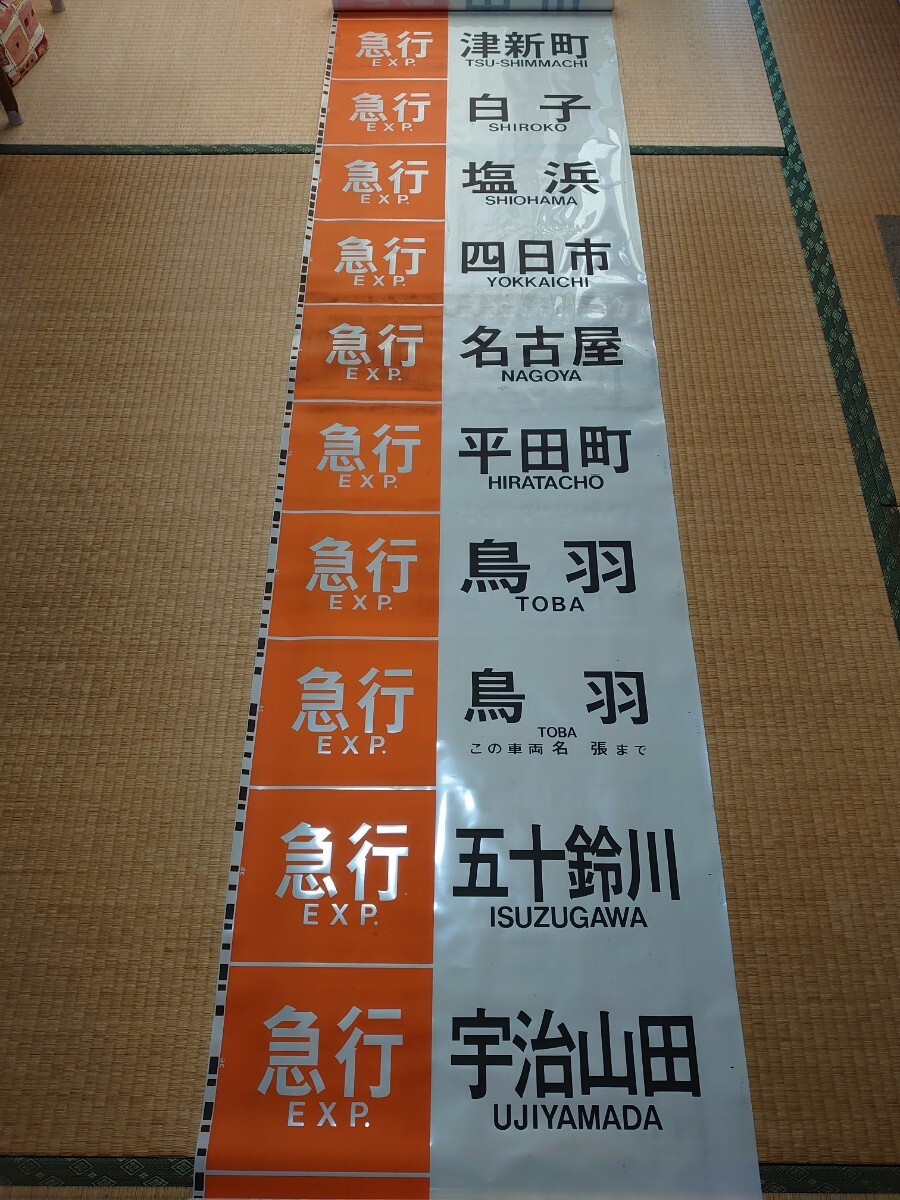 急行 津新町
EXP. TSU-SHIMMACHI
急行 白子
EXP. SHIROKO
急行 塩浜
EXP. SHIOHAMA
急行 四日市
EXP. YOKKAICHI
急行 名古屋
EXP. NAGOYA
急行 平田町
EXP. HIRATACHO
急行 鳥羽
EXP. TOBA
急行 鳥羽
EXP. TOBA
この車両名張まで
急行 五十鈴川
EXP. ISUZUGAWA
急行 宇治山田
EXP. UJIYAMADA